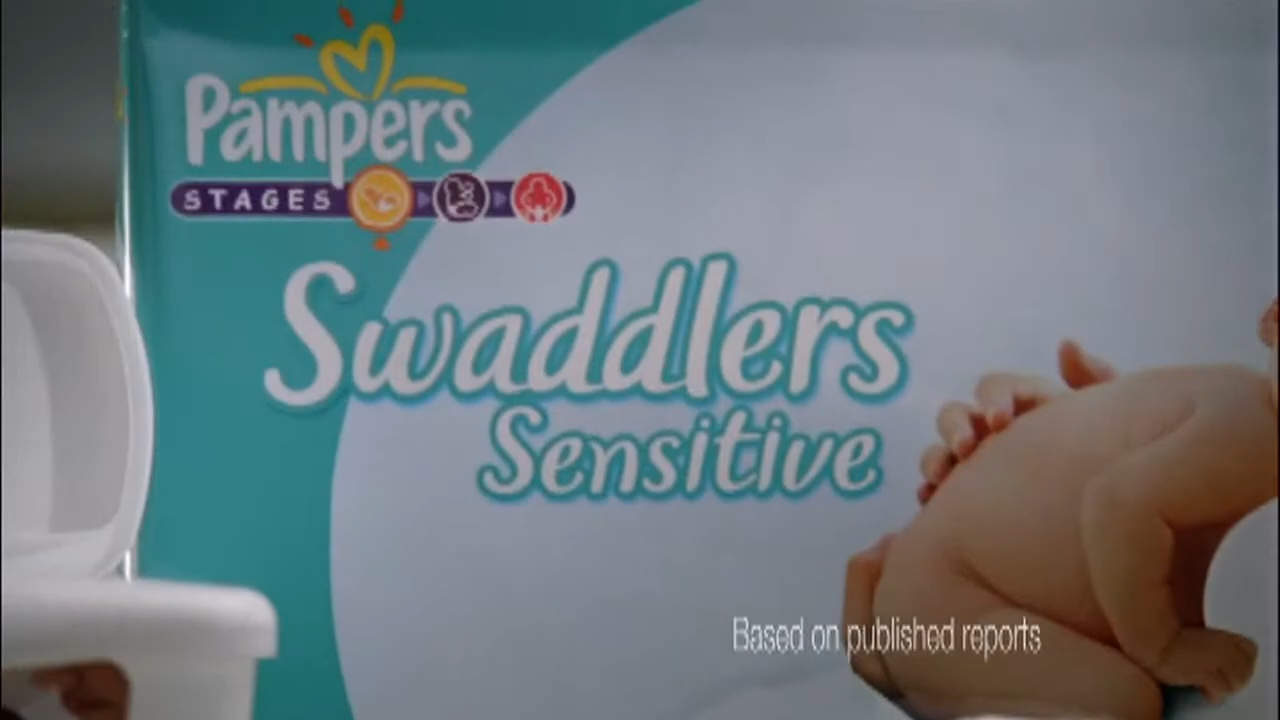 Pampers
STAGES
Swaddlers
Sensitive
Based on published reports